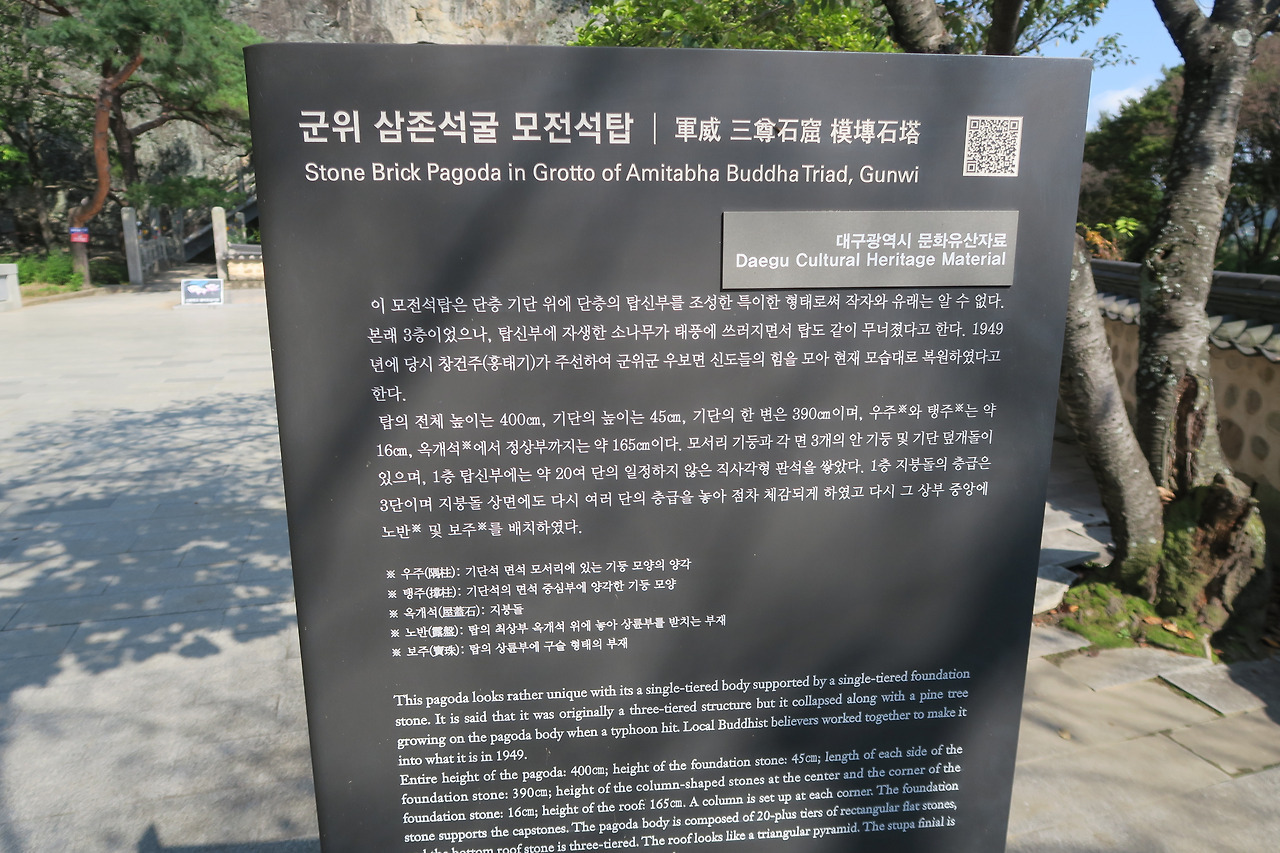 군위 삼존석굴 모전석탑 | 軍威 三尊石窟 模塼石塔
Stone Brick Pagoda in Grotto of Amitabha Buddha Triad, Gunwi
대구광역시 문화유산자료
Daegu Cultural Heritage Material
이 모전석탑은 단층 기단 위에 단층의 탑신부를 조성한 특이한 형태로써 작자와 유래는 알 수 없다.
본래 3층이었으나, 탑신부에 자생한 소나무가 태풍에 쓰러지면서 탑도 같이 무너졌다고 한다. 1949
년에 당시 창건주(홍태기)가 주선하여 군위군 우보면 신도들의 힘을 모아 현재 모습대로 복원하였다고
한다.
탑의 전체 높이는 400㎝, 기단의 높이는 45㎝, 기단의 한 변은 390㎝이며, 우주※와 탱주※는 약
16㎝, 옥개석※에서 정상부까지는 약 165㎝이다. 모서리 기둥과 각 면 3개의 안 기둥 및 기단 덮개돌이
있으며, 1층 탑신부에는 약 20여 단의 일정하지 않은 직사각형 판석을 쌓았다. 1층 지붕돌의 층급은
3단이며 지붕돌 상면에도 다시 여러 단의 층급을 놓아 점차 체감되게 하였고 다시 그 상부 중앙에
노반※ 및 보주※를 배치하였다.
※ 우주(隅柱): 기단석 면석 모서리에 있는 기둥 모양의 양각
※ 탱주(撐柱): 기단석의 면석 중심부에 양각한 기둥 모양
※ 옥개석(屋蓋石): 지붕돌
※ 노반(露盤): 탑의 최상부 옥개석 위에 놓아 상륜부를 받치는 부재
※ 보주(寶珠): 탑의 상륜부에 구슬 형태의 부재
This pagoda looks rather unique with its a single-tiered body supported by a single-tiered foundation
stone. It is said that it was originally a three-tiered structure but it collapsed along with a pine tree
growing on the pagoda body when a typhoon hit. Local Buddhist believers worked together to make it
into what it is in 1949.
Entire height of the pagoda: 400㎝; height of the foundation stone: 45㎝; length of each side of the
foundation stone: 390㎝; height of the column-shaped stones at the center and the corner of the
foundation stone: 16㎝; height of the roof: 165㎝. A column is set up at each corner. The foundation
stone supports the capstones. The pagoda body is composed of 20-plus tiers of rectangular flat stones,
and the bottom roof stone is three-tiered. The roof looks like a triangular pyramid. The stupa finial is